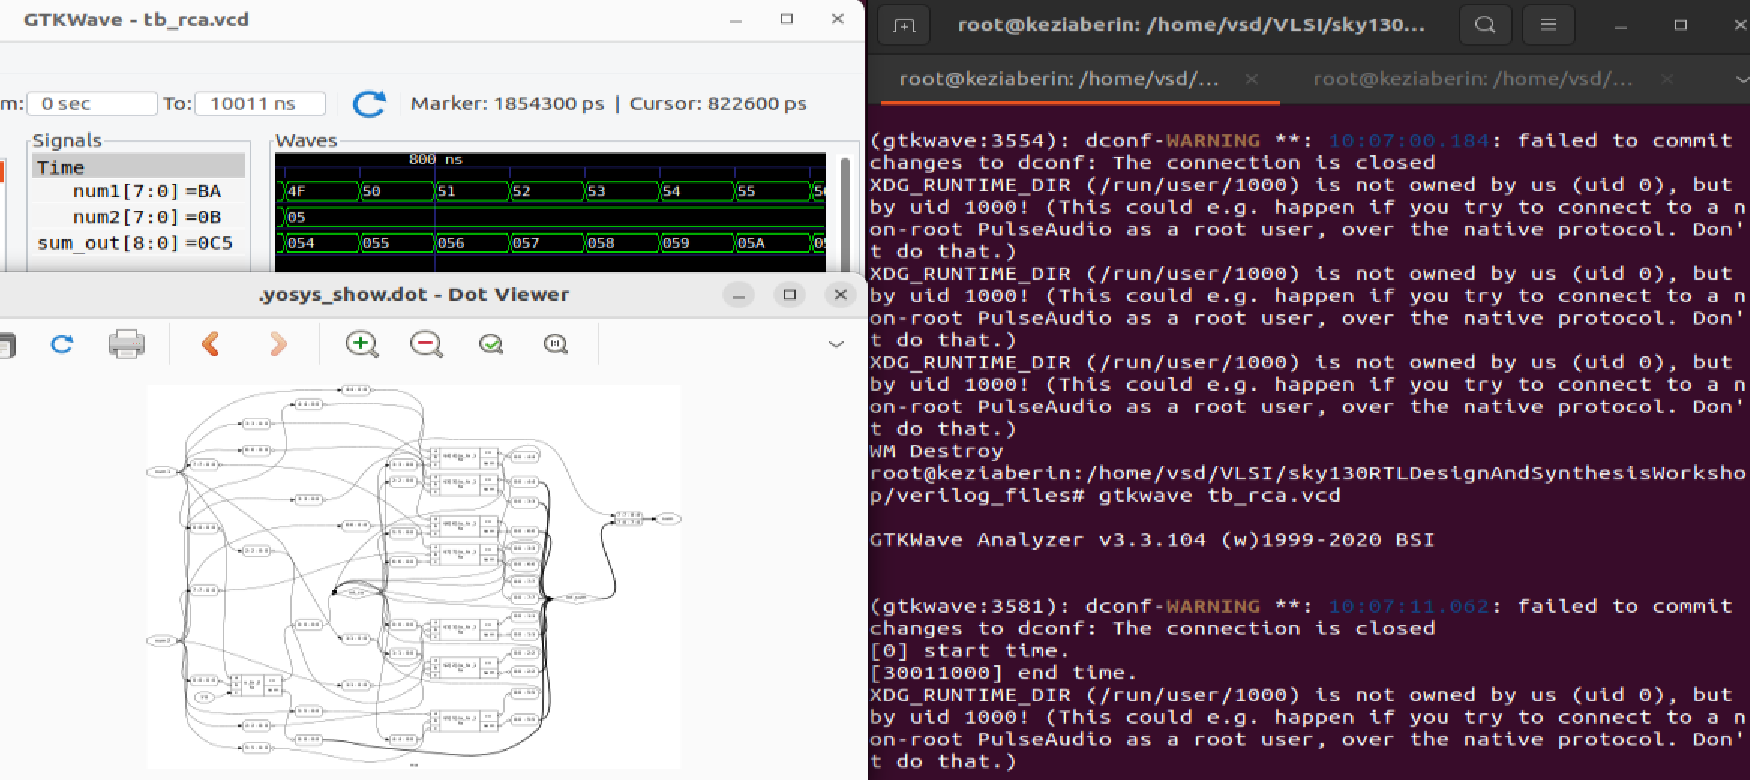 GTKWave - tb_rca.vcd
m: 0 sec To: 10011 ns Marker: 1854300 ps | Cursor: 822600 ps
Signals
Time
num1[7:0] =BA
num2[7:0] =0B
sum_out[8:0] =0C5
Waves
800 ns
4F 50 51 52 53 54 55
05
054 055 056 057 058 059 05A
.yosys_show.dot - Dot Viewer
root@keziaberin: /home/vsd/VLSI/sky130...
root@keziaberin: /home/vsd/... root@keziaberin: /home/vsd/...
(gtkwave:3554): dconf-WARNING **: 10:07:00.184: failed to commit
changes to dconf: The connection is closed
XDG_RUNTIME_DIR (/run/user/1000) is not owned by us (uid 0), but
by uid 1000! (This could e.g. happen if you try to connect to a n
on-root PulseAudio as a root user, over the native protocol. Don'
t do that.)
XDG_RUNTIME_DIR (/run/user/1000) is not owned by us (uid 0), but
by uid 1000! (This could e.g. happen if you try to connect to a n
on-root PulseAudio as a root user, over the native protocol. Don'
t do that.)
XDG_RUNTIME_DIR (/run/user/1000) is not owned by us (uid 0), but
by uid 1000! (This could e.g. happen if you try to connect to a n
on-root PulseAudio as a root user, over the native protocol. Don'
t do that.)
WM Destroy
root@keziaberin:/home/vsd/VLSI/sky130RTLDesignAndSynthesisWorksho
p/verilog_files# gtkwave tb_rca.vcd
GTKWave Analyzer v3.3.104 (w)1999-2020 BSI
(gtkwave:3581): dconf-WARNING **: 10:07:11.062: failed to commit
changes to dconf: The connection is closed
[0] start time.
[30011000] end time.
XDG_RUNTIME_DIR (/run/user/1000) is not owned by us (uid 0), but
by uid 1000! (This could e.g. happen if you try to connect to a n
on-root PulseAudio as a root user, over the native protocol. Don'
t do that.)